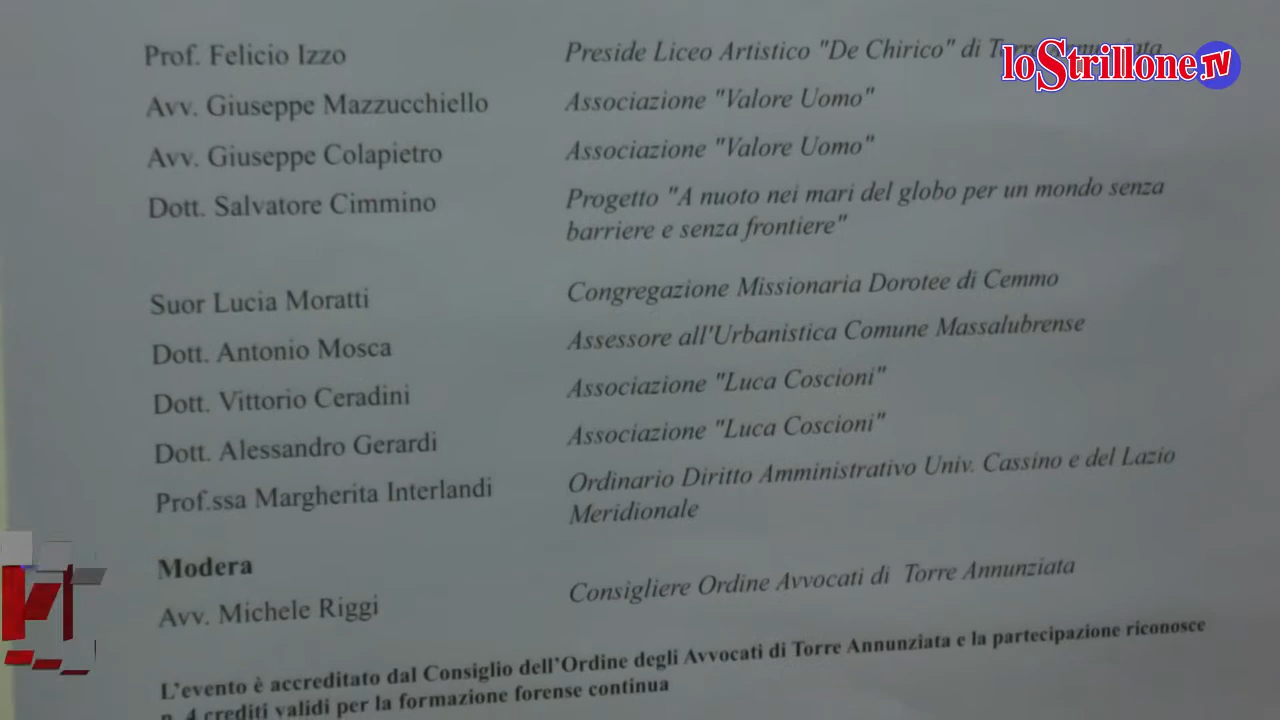 Prof. Felicio Izzo
Preside Liceo Artistico "De Chirico" di Torre Annunziata
loStrillone.TV
Avv. Giuseppe Mazzucchiello
Associazione "Valore Uomo"
Avv. Giuseppe Colapietro
Associazione "Valore Uomo"
Dott. Salvatore Cimmino
Progetto "A nuoto nei mari del globo per un mondo senza
barriere e senza frontiere"
Suor Lucia Moratti
Congregazione Missionaria Dorotee di Cemmo
Dott. Antonio Mosca
Assessore all'Urbanistica Comune Massalubrense
Dott. Vittorio Ceradini
Associazione "Luca Coscioni"
Dott. Alessandro Gerardi
Associazione "Luca Coscioni"
Prof.ssa Margherita Interlandi
Ordinario Diritto Amministrativo Univ. Cassino e del Lazio
Meridionale
Modera
Avv. Michele Riggi
Consigliere Ordine Avvocati di Torre Annunziata
L'evento è accreditato dal Consiglio dell'Ordine degli Avvocati di Torre Annunziata e la partecipazione riconosce
n. 4 crediti validi per la formazione forense continua